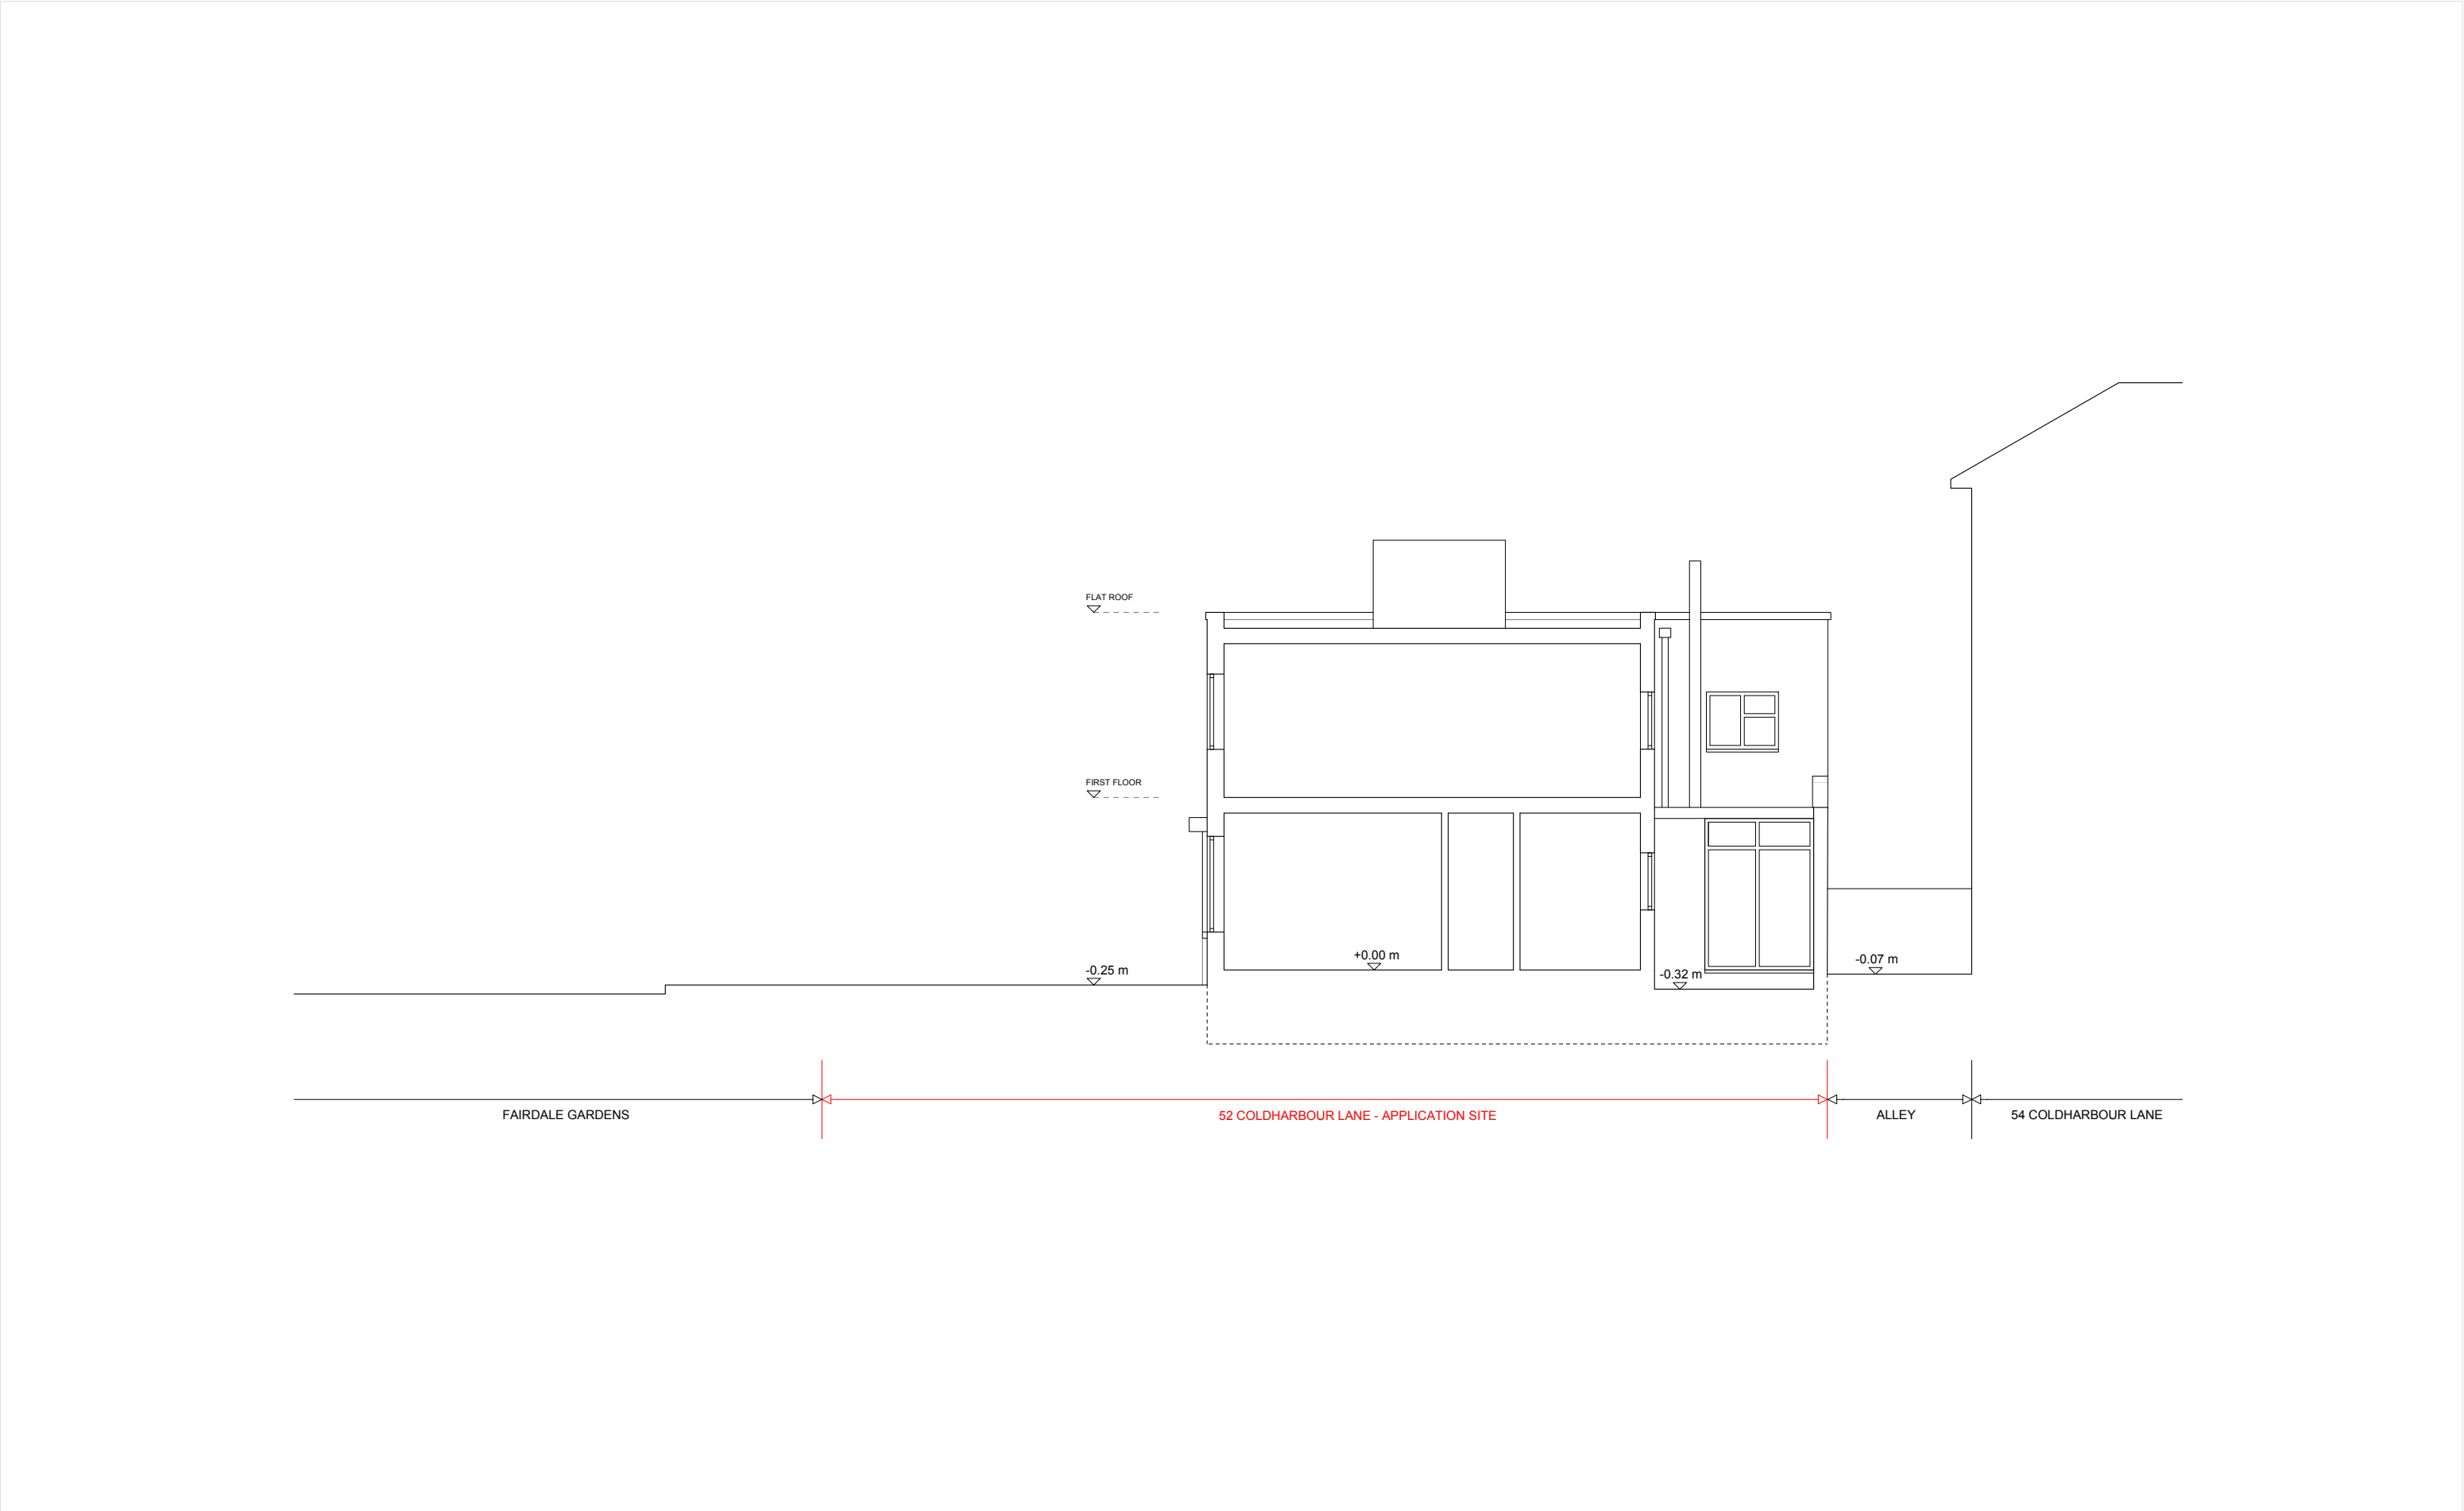 FLAT ROOF
FIRST FLOOR
-0.25 m
+0.00 m
-0.32 m
-0.07 m
FAIRDALE GARDENS
52 COLDHARBOUR LANE - APPLICATION SITE
ALLEY
54 COLDHARBOUR LANE